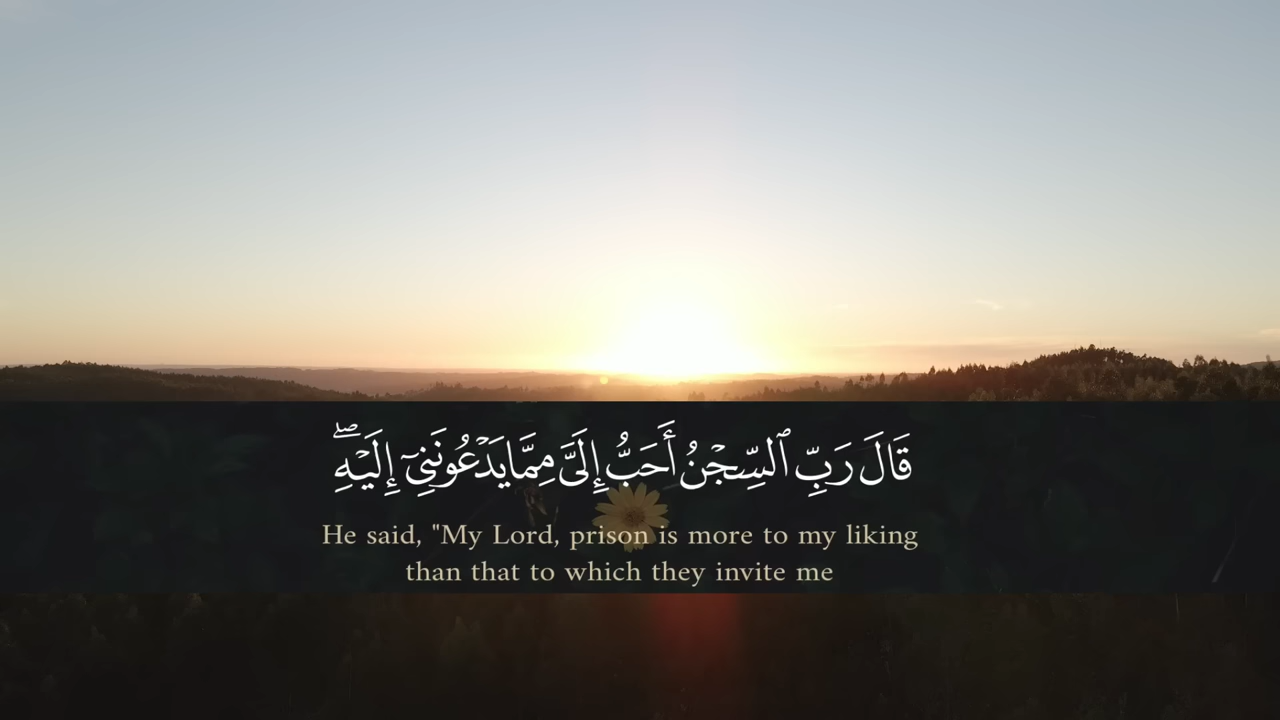 قَالَ رَبِّ ٱلسِّجْنُ أَحَبُّ إِلَىَّ مِمَّا يَدْعُونَنِىٓ إِلَيْهِ ۖ
He said, "My Lord, prison is more to my liking
than that to which they invite me